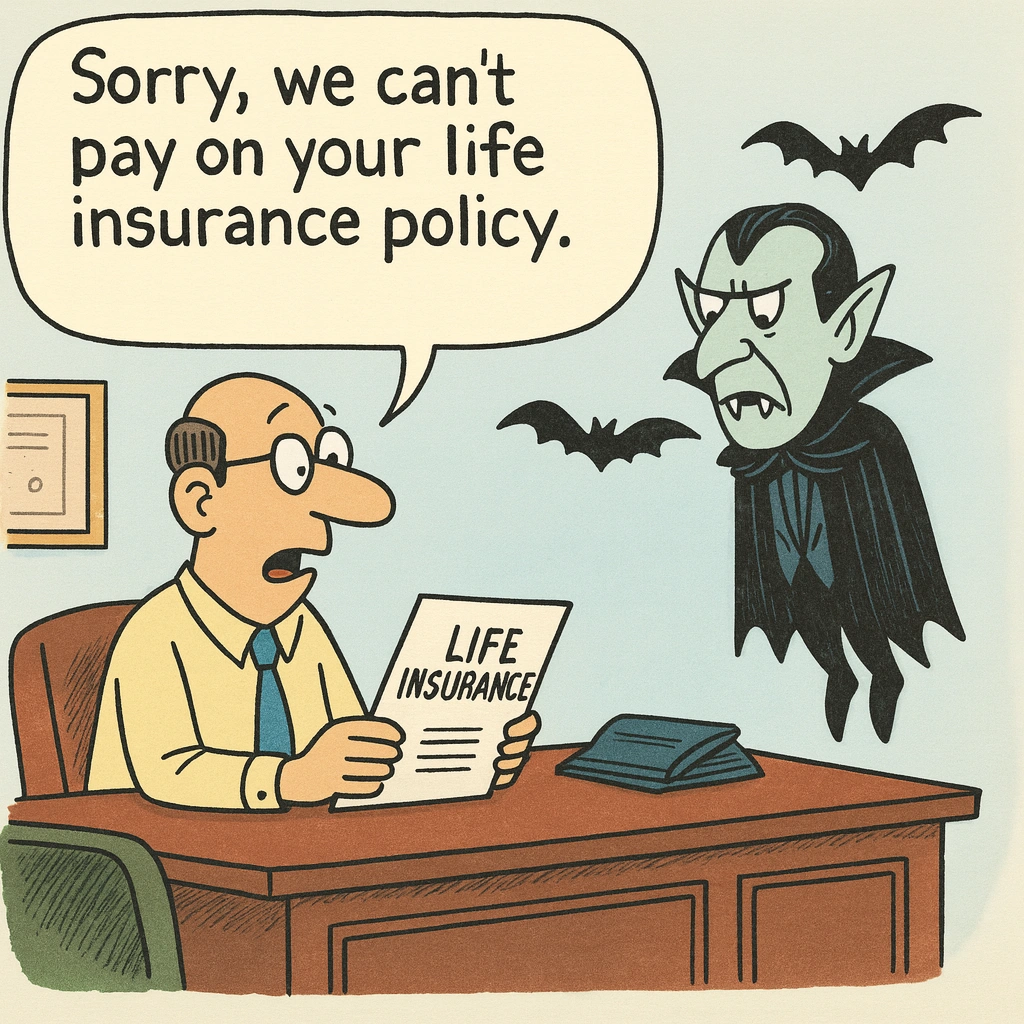 Sorry, we can't
pay on your life
insurance policy.
LIFE
INSURANCE